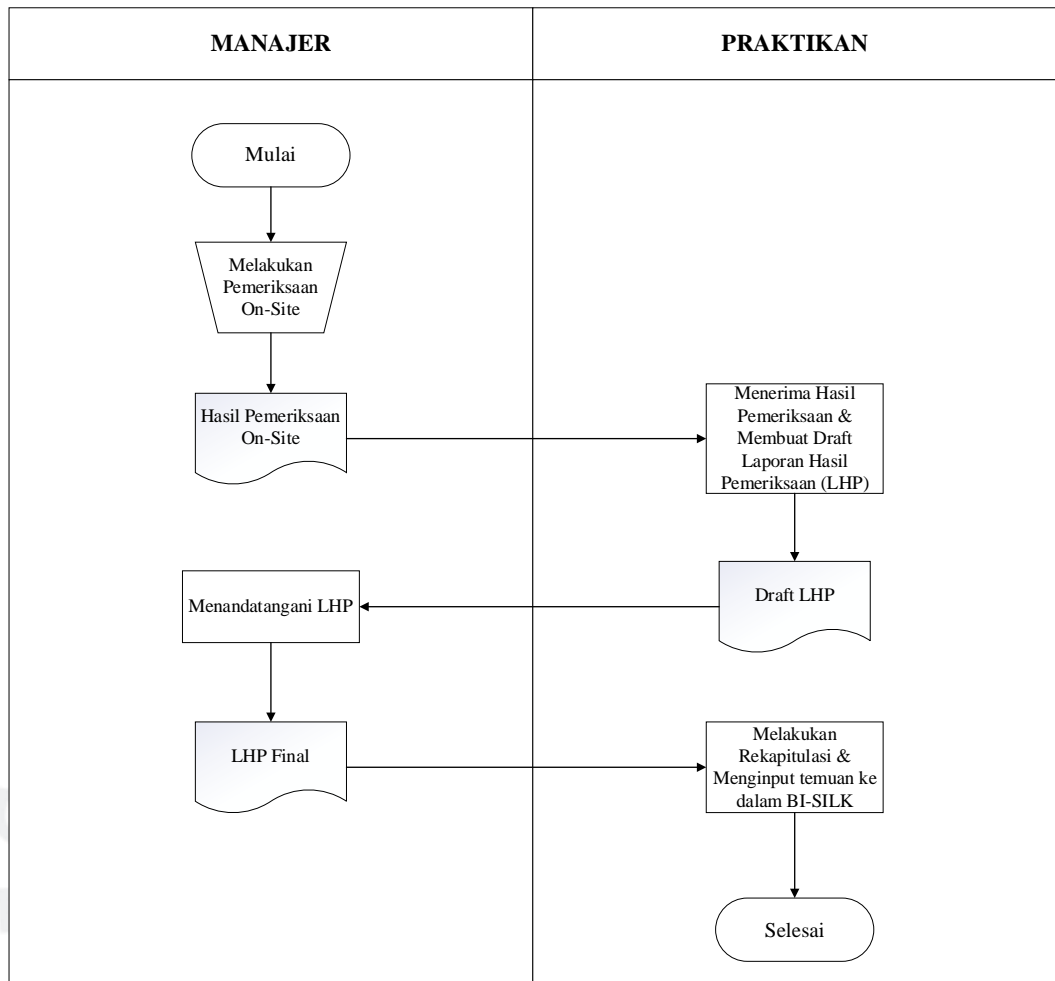 MANAJER
PRAKTIKAN
Mulai
Melakukan
Pemeriksaan
On-Site
Hasil Pemeriksaan
On-Site
Menerima Hasil
Pemeriksaan &
Membuat Draft
Laporan Hasil
Pemeriksaan (LHP)
Draft LHP
Menandatangani LHP
LHP Final
Melakukan
Rekapitulasi &
Menginput temuan ke
dalam BI-SILK
Selesai